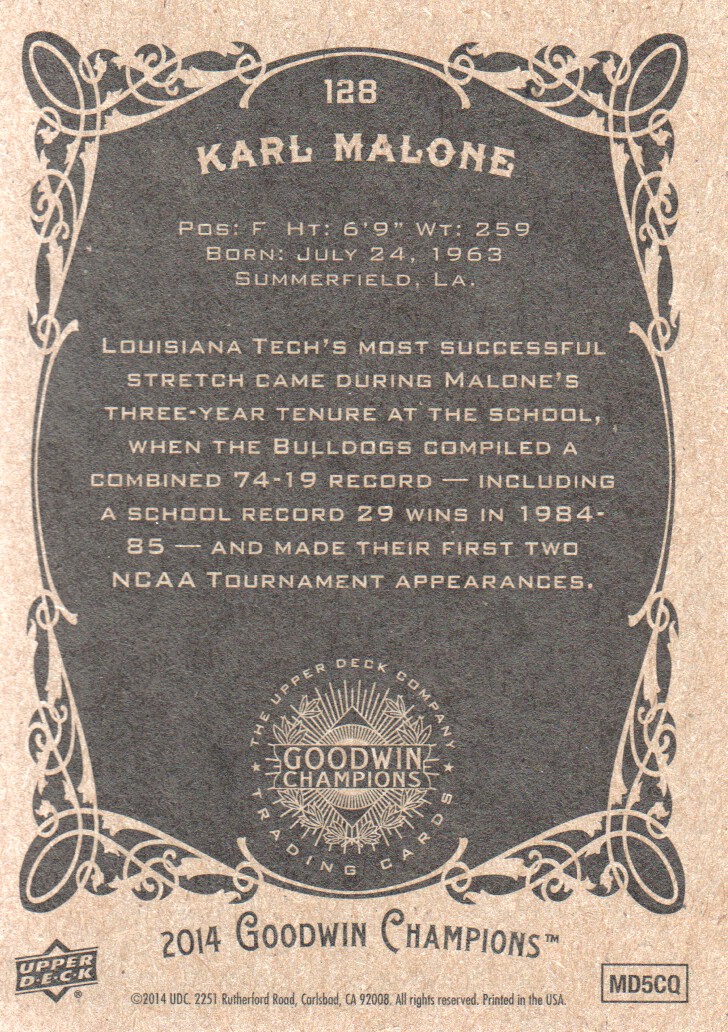 128
KARL MALONE
POS: F HT: 6'9" WT: 259
BORN: JULY 24, 1963
SUMMERFIELD, LA.
LOUISIANA TECH'S MOST SUCCESSFUL
STRETCH CAME DURING MALONE'S
THREE-YEAR TENURE AT THE SCHOOL,
WHEN THE BULLDOGS COMPILED A
COMBINED 74-19 RECORD — INCLUDING
A SCHOOL RECORD 29 WINS IN 1984-
85 — AND MADE THEIR FIRST TWO
NCAA TOURNAMENT APPEARANCES.
★ THE UPPER DECK COMPANY ★
GOODWIN
CHAMPIONS
TRADING CARDS
2014 GOODWIN CHAMPIONS™
UPPER
D·E·C·K®
©2014 UDC. 2251 Rutherford Road, Carlsbad, CA 92008. All rights reserved. Printed in the USA.
MD5CQ